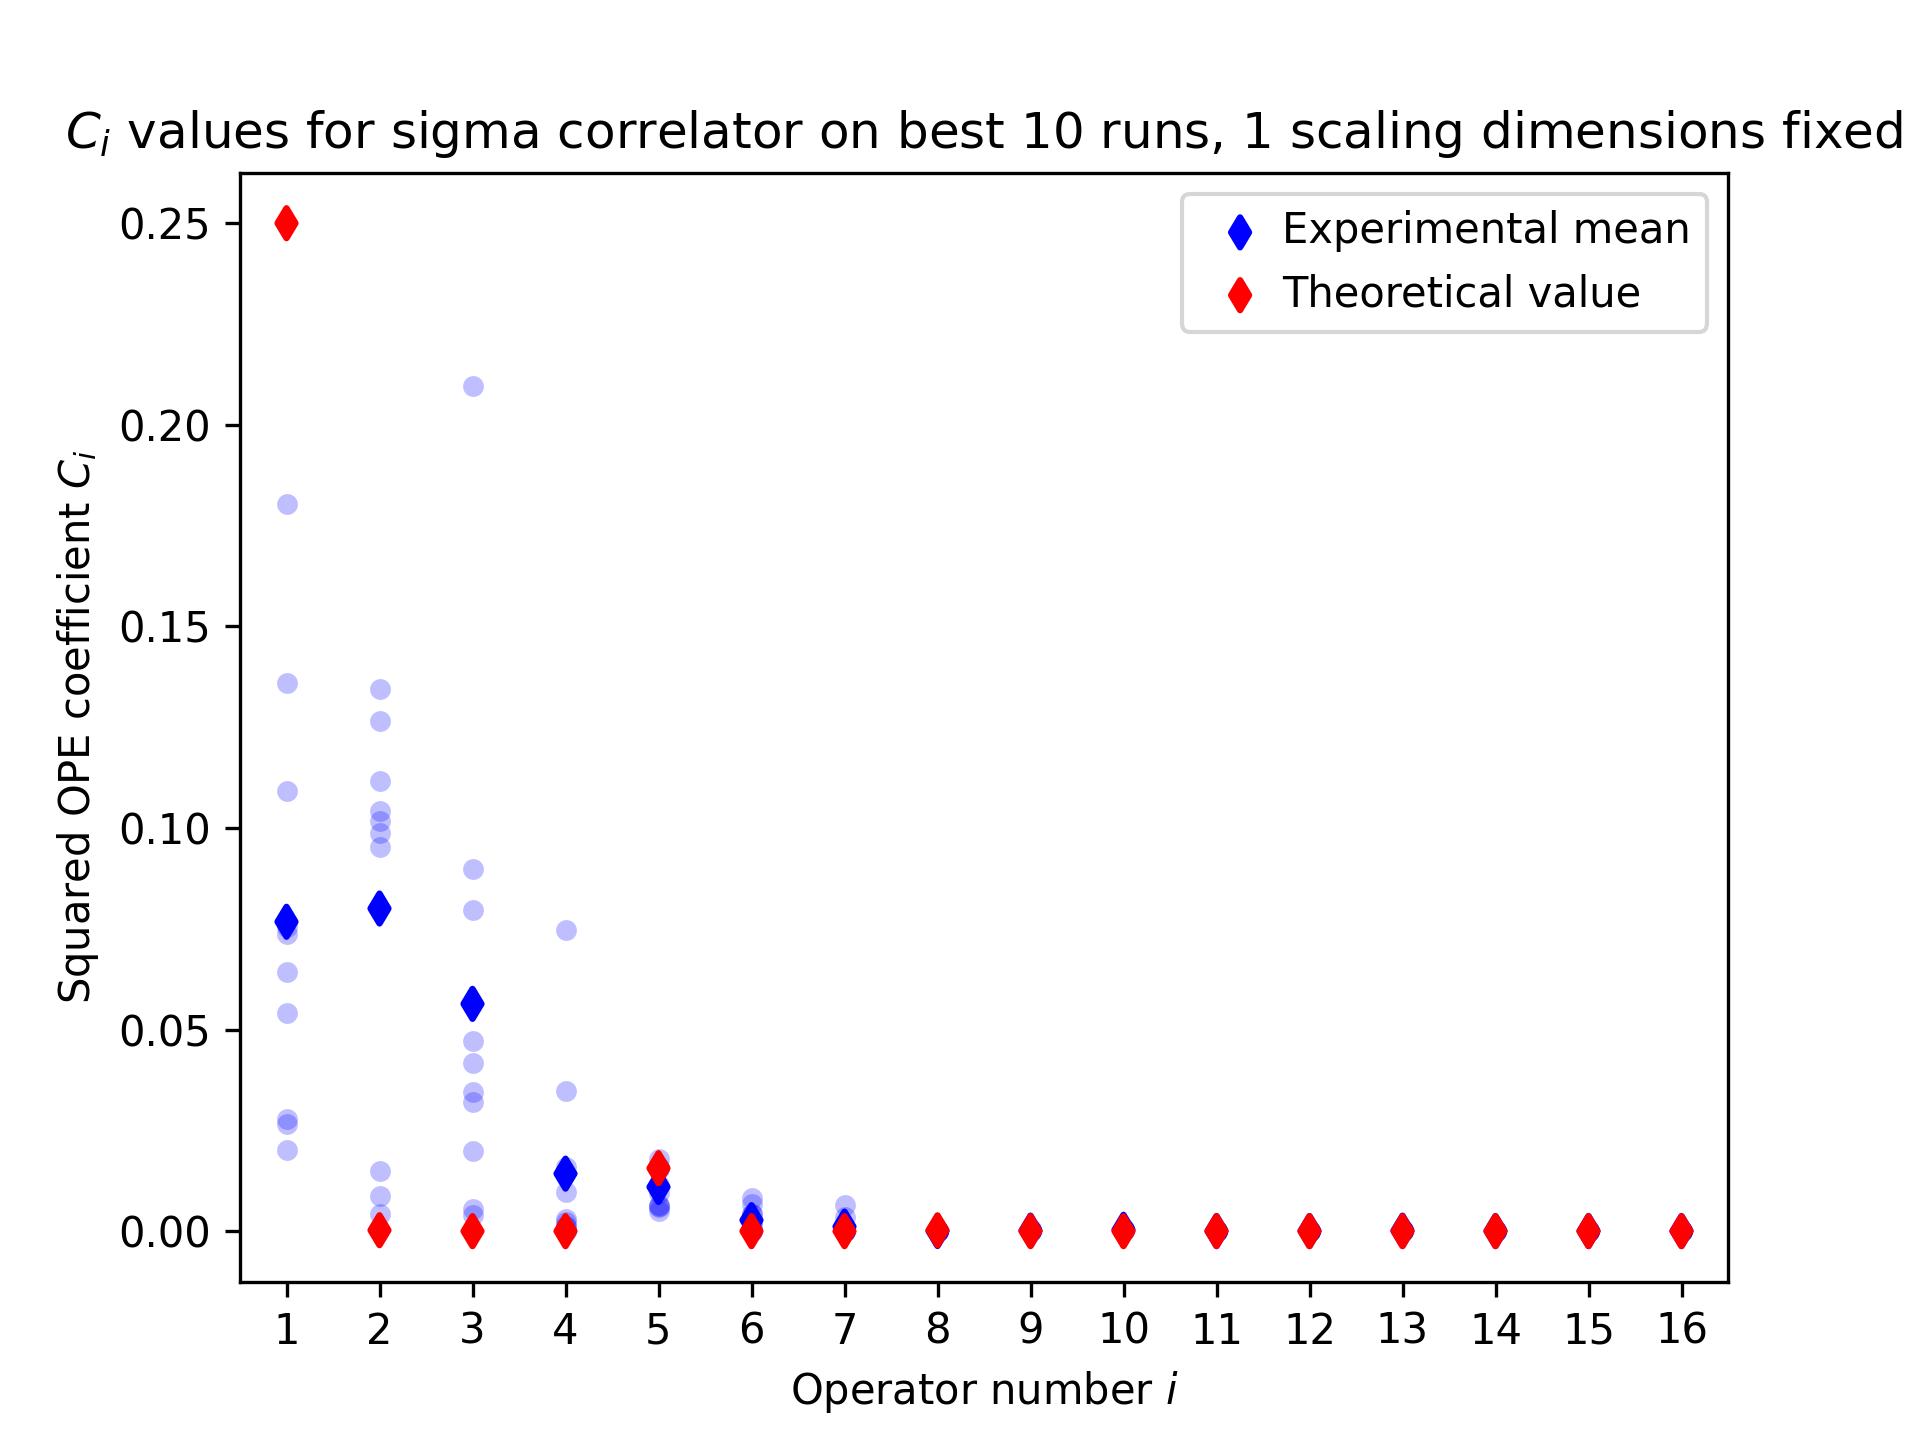 C_i values for sigma correlator on best 10 runs, 1 scaling dimensions fixed
Experimental mean
Theoretical value
Squared OPE coefficient C_i
0.25
0.20
0.15
0.10
0.05
0.00
1 2 3 4 5 6 7 8 9 10 11 12 13 14 15 16
Operator number i